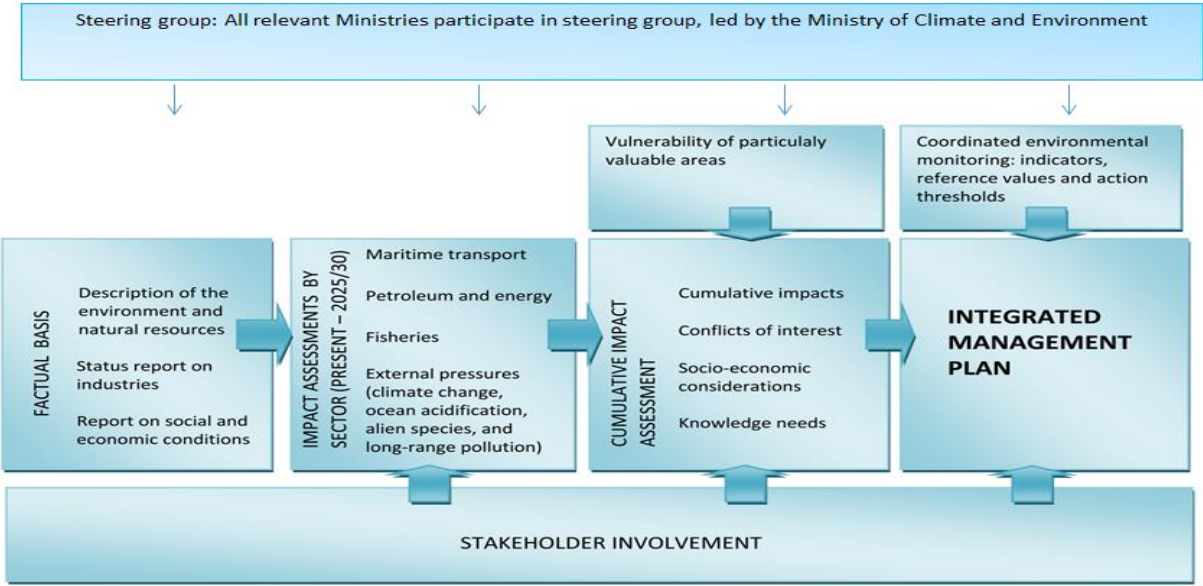 Steering group: All relevant Ministries participate in steering group, led by the Ministry of Climate and Environment
Vulnerability of particulaly
valuable areas
Coordinated environmental
monitoring: indicators,
reference values and action
thresholds
FACTUAL BASIS
Description of the
environment and
natural resources
Status report on
industries
Report on social and
economic conditions
IMPACT ASSESSMENTS BY
SECTOR (PRESENT – 2025/30)
Maritime transport
Petroleum and energy
Fisheries
External pressures
(climate change,
ocean acidification,
alien species, and
long-range pollution)
CUMULATIVE IMPACT
ASSESSMENT
Cumulative impacts
Conflicts of interest
Socio-economic
considerations
Knowledge needs
INTEGRATED
MANAGEMENT
PLAN
STAKEHOLDER INVOLVEMENT